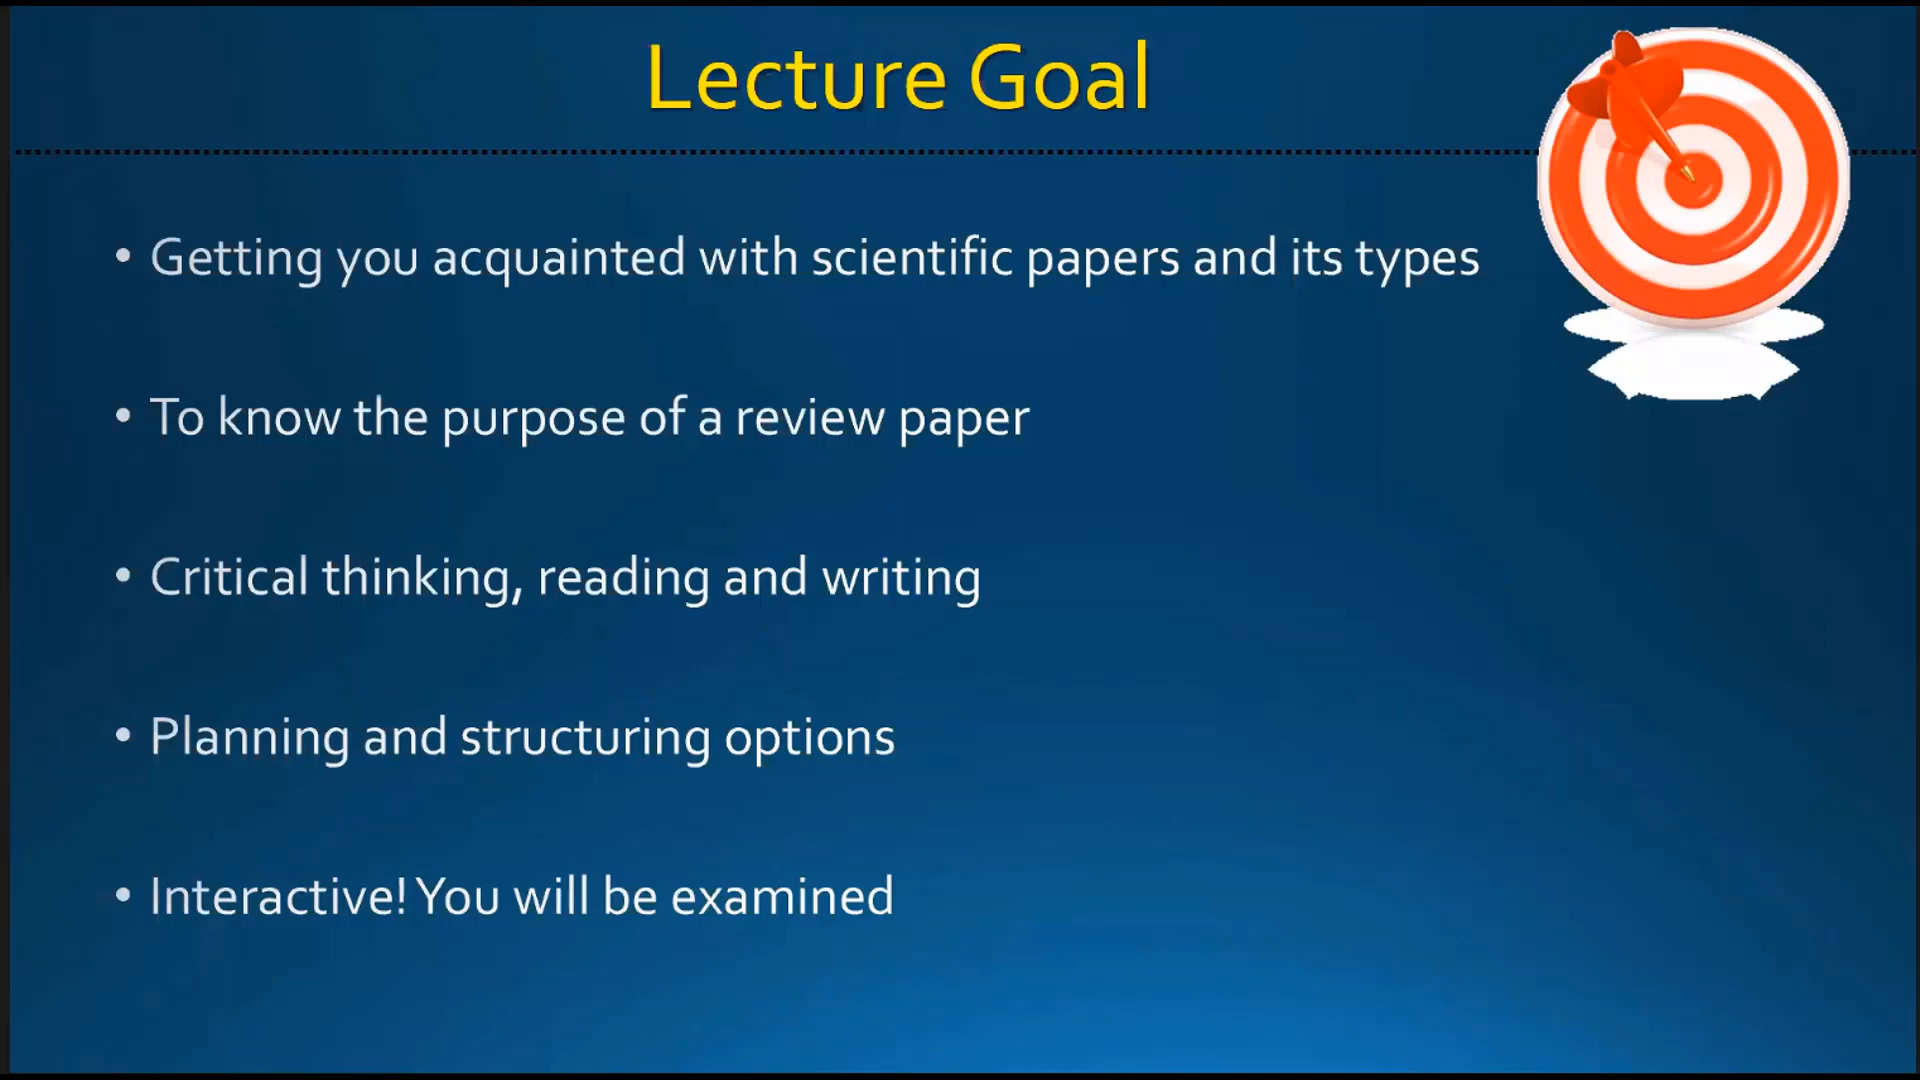 Lecture Goal
• Getting you acquainted with scientific papers and its types
• To know the purpose of a review paper
• Critical thinking, reading and writing
• Planning and structuring options
• Interactive! You will be examined